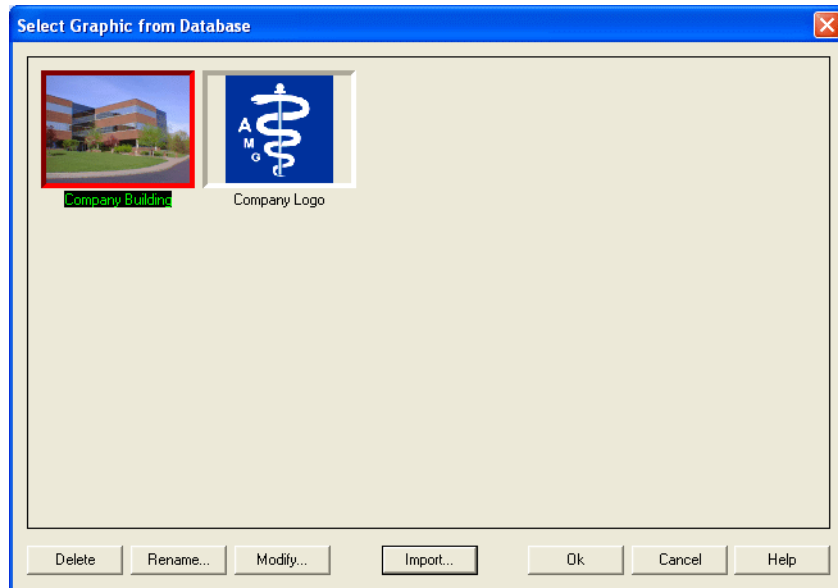 Select Graphic from Database
A
M
G
Company Building
Company Logo
Delete
Rename...
Modify...
Import...
Ok
Cancel
Help